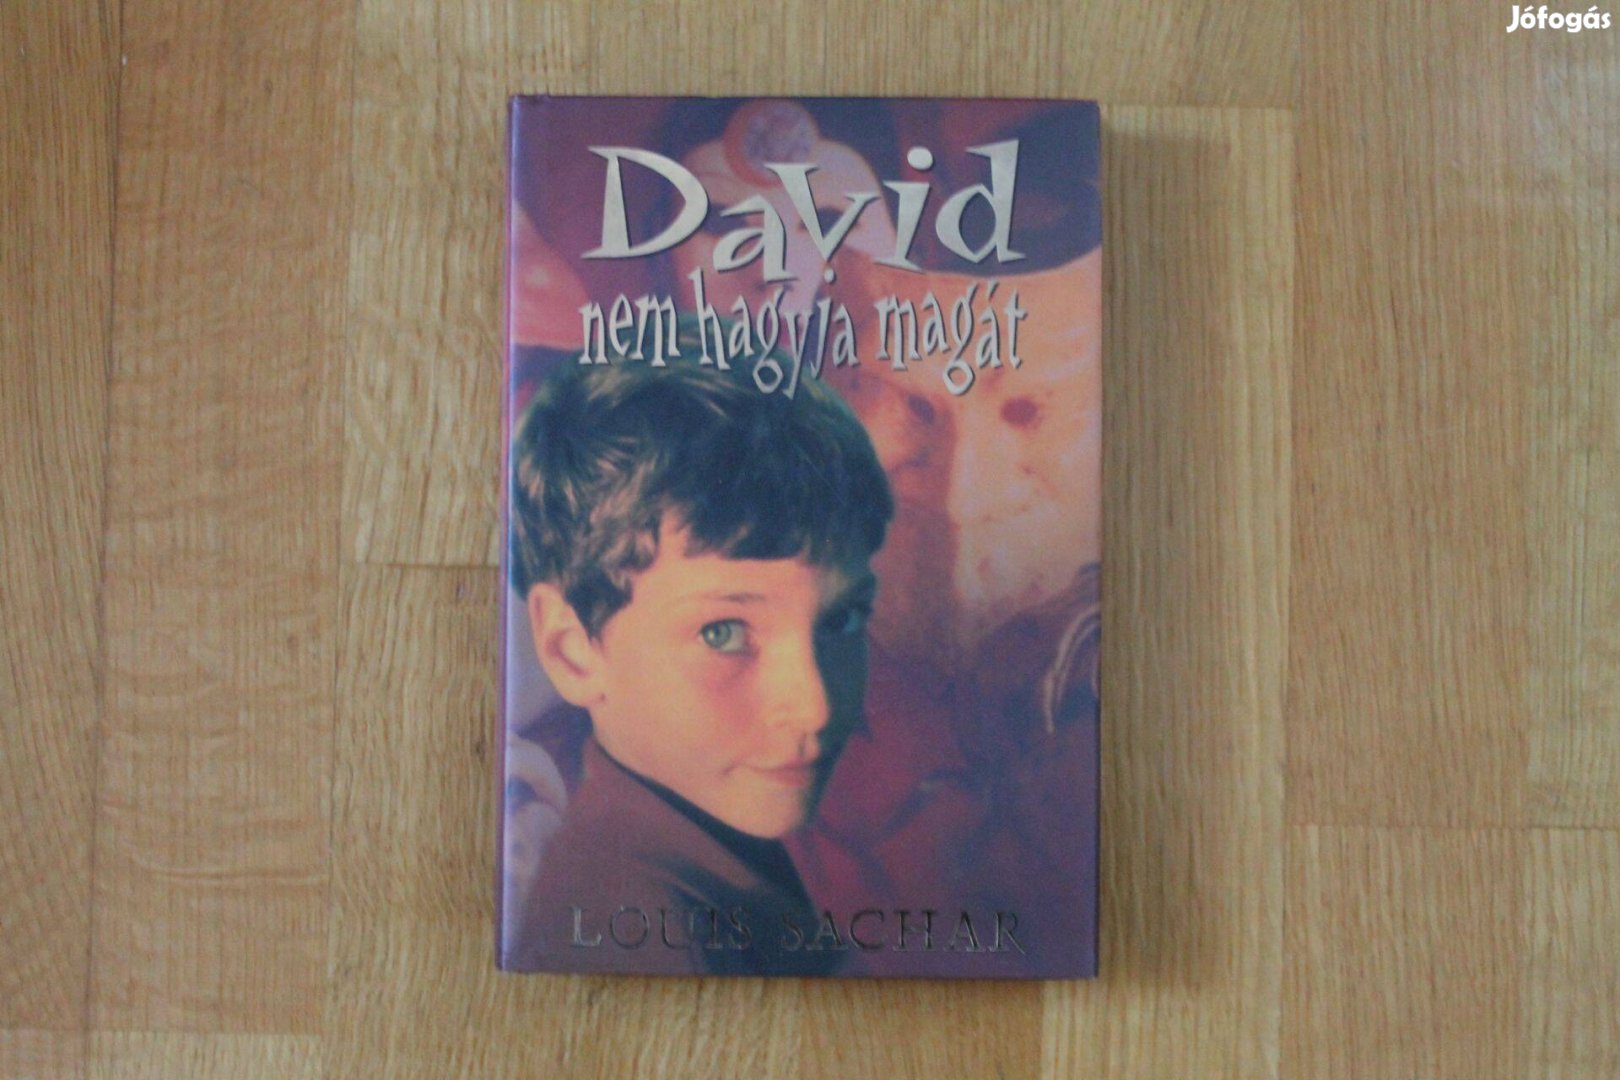 Jófogás
David
nem hagyja magát
LOUIS SACHAR